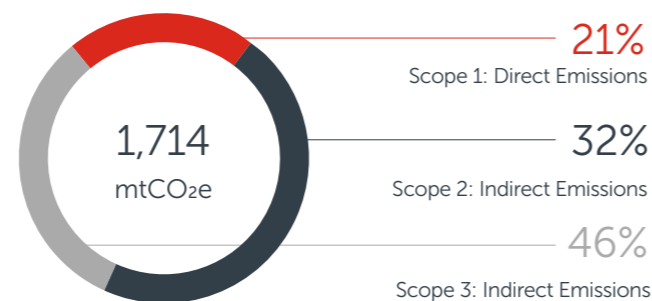 21%
Scope 1: Direct Emissions
1,714
mtCO₂e
32%
Scope 2: Indirect Emissions
46%
Scope 3: Indirect Emissions